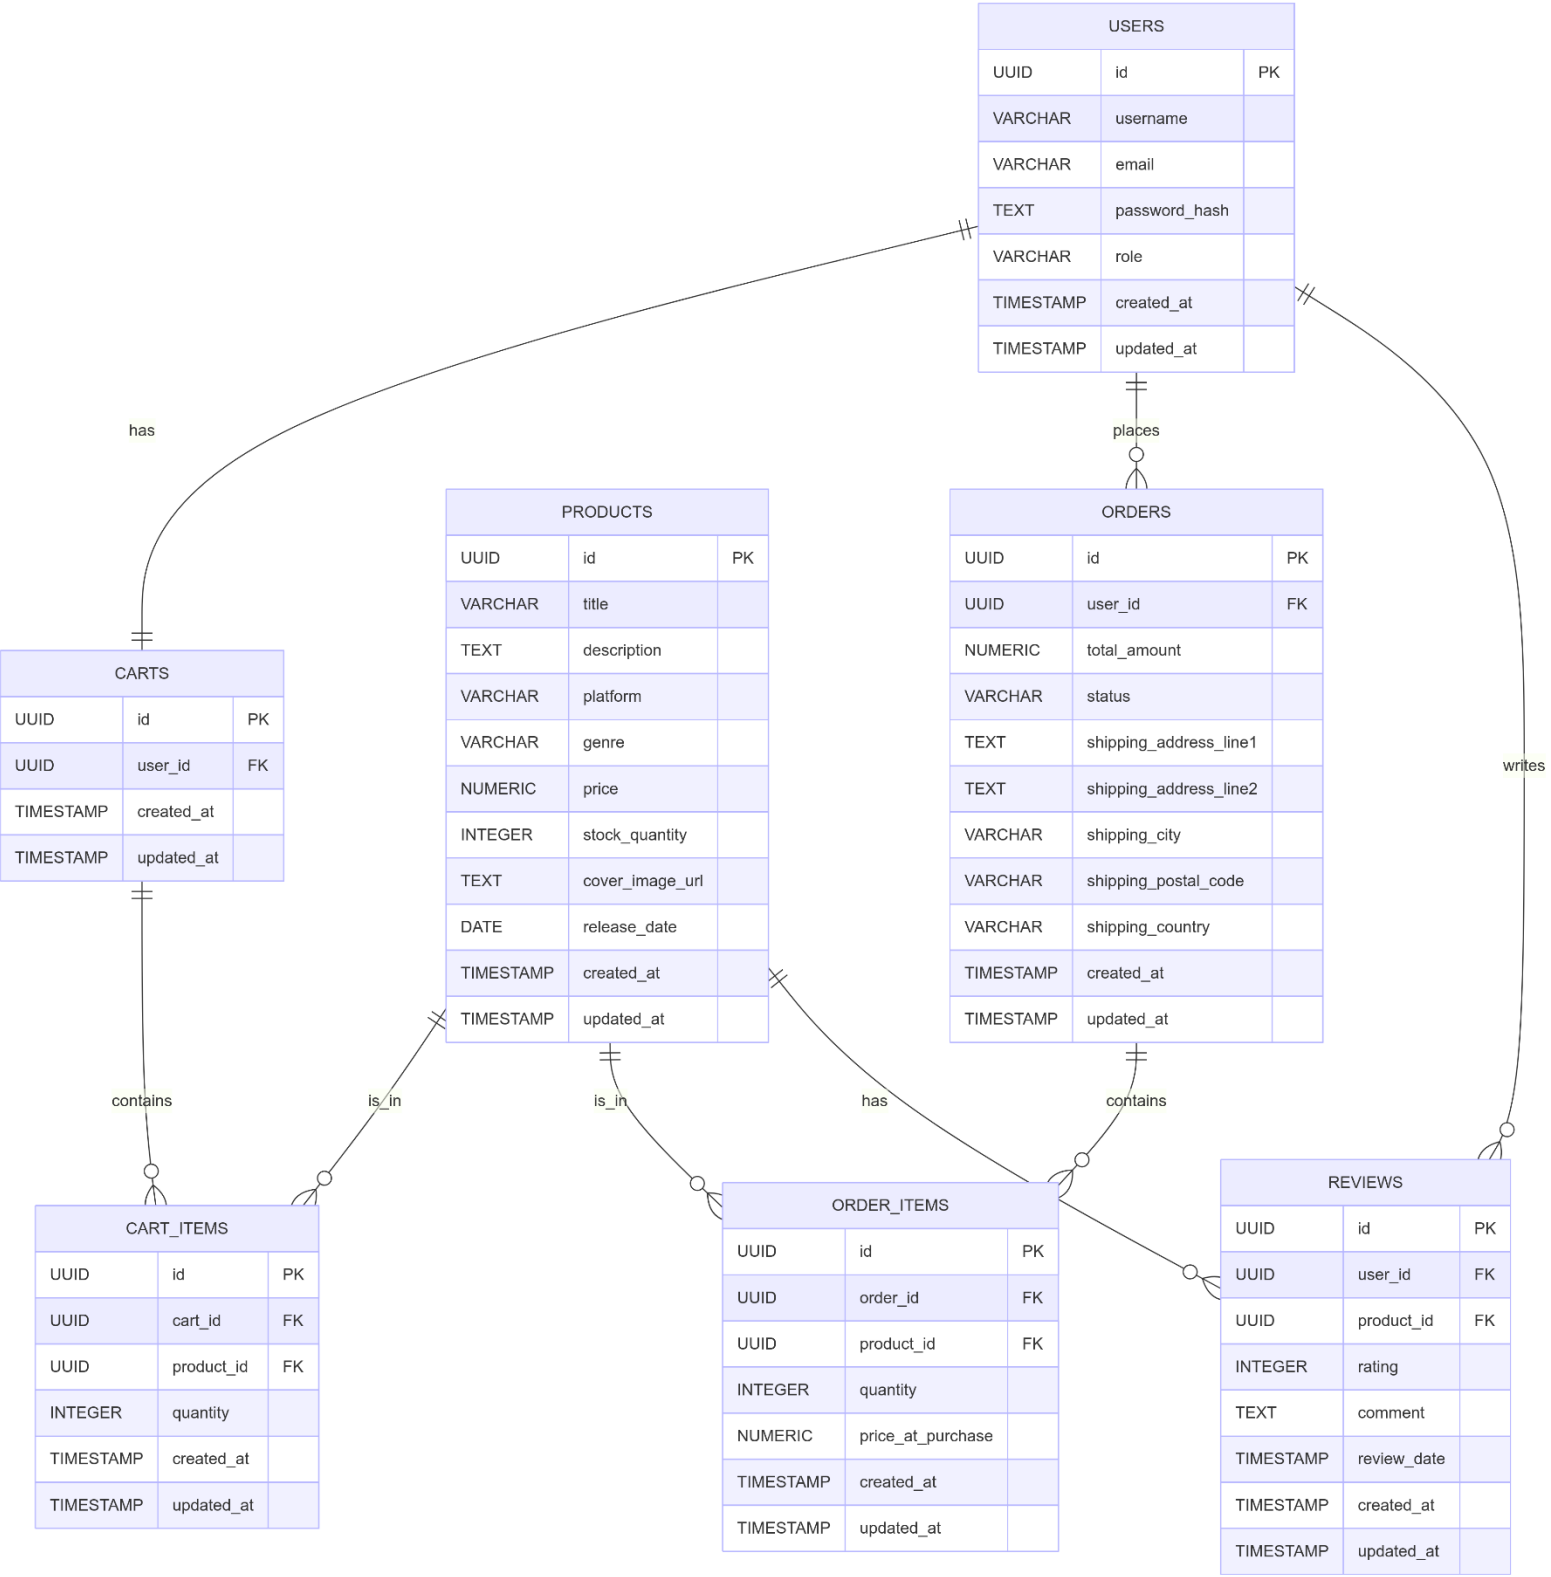 USERS
UUID id PK
VARCHAR username
VARCHAR email
TEXT password_hash
VARCHAR role
TIMESTAMP created_at
TIMESTAMP updated_at
has
places
writes
PRODUCTS
UUID id PK
VARCHAR title
TEXT description
VARCHAR platform
VARCHAR genre
NUMERIC price
INTEGER stock_quantity
TEXT cover_image_url
DATE release_date
TIMESTAMP created_at
TIMESTAMP updated_at
ORDERS
UUID id PK
UUID user_id FK
NUMERIC total_amount
VARCHAR status
TEXT shipping_address_line1
TEXT shipping_address_line2
VARCHAR shipping_city
VARCHAR shipping_postal_code
VARCHAR shipping_country
TIMESTAMP created_at
TIMESTAMP updated_at
CARTS
UUID id PK
UUID user_id FK
TIMESTAMP created_at
TIMESTAMP updated_at
contains
is_in
is_in
has
contains
CART_ITEMS
UUID id PK
UUID cart_id FK
UUID product_id FK
INTEGER quantity
TIMESTAMP created_at
TIMESTAMP updated_at
ORDER_ITEMS
UUID id PK
UUID order_id FK
UUID product_id FK
INTEGER quantity
NUMERIC price_at_purchase
TIMESTAMP created_at
TIMESTAMP updated_at
REVIEWS
UUID id PK
UUID user_id FK
UUID product_id FK
INTEGER rating
TEXT comment
TIMESTAMP review_date
TIMESTAMP created_at
TIMESTAMP updated_at